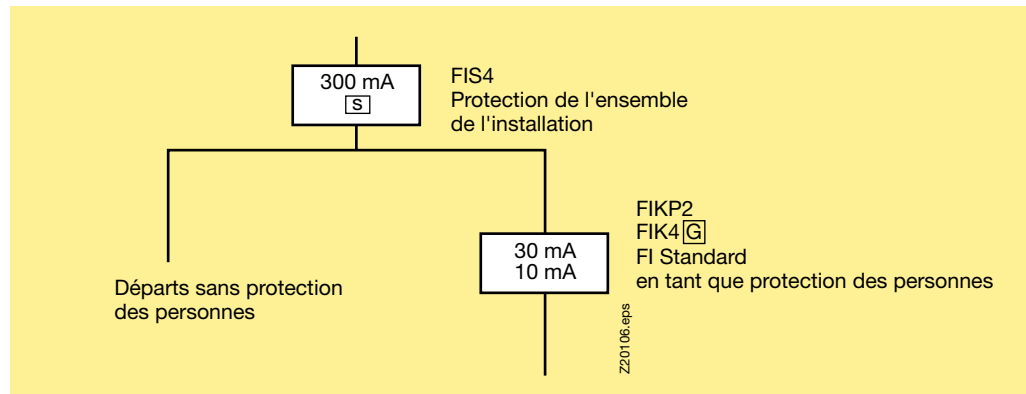 300 mA
S
FIS4
Protection de l'ensemble
de l'installation
Départs sans protection
des personnes
30 mA
10 mA
FIKP2
FIK4 G
FI Standard
en tant que protection des personnes
Z20106.eps